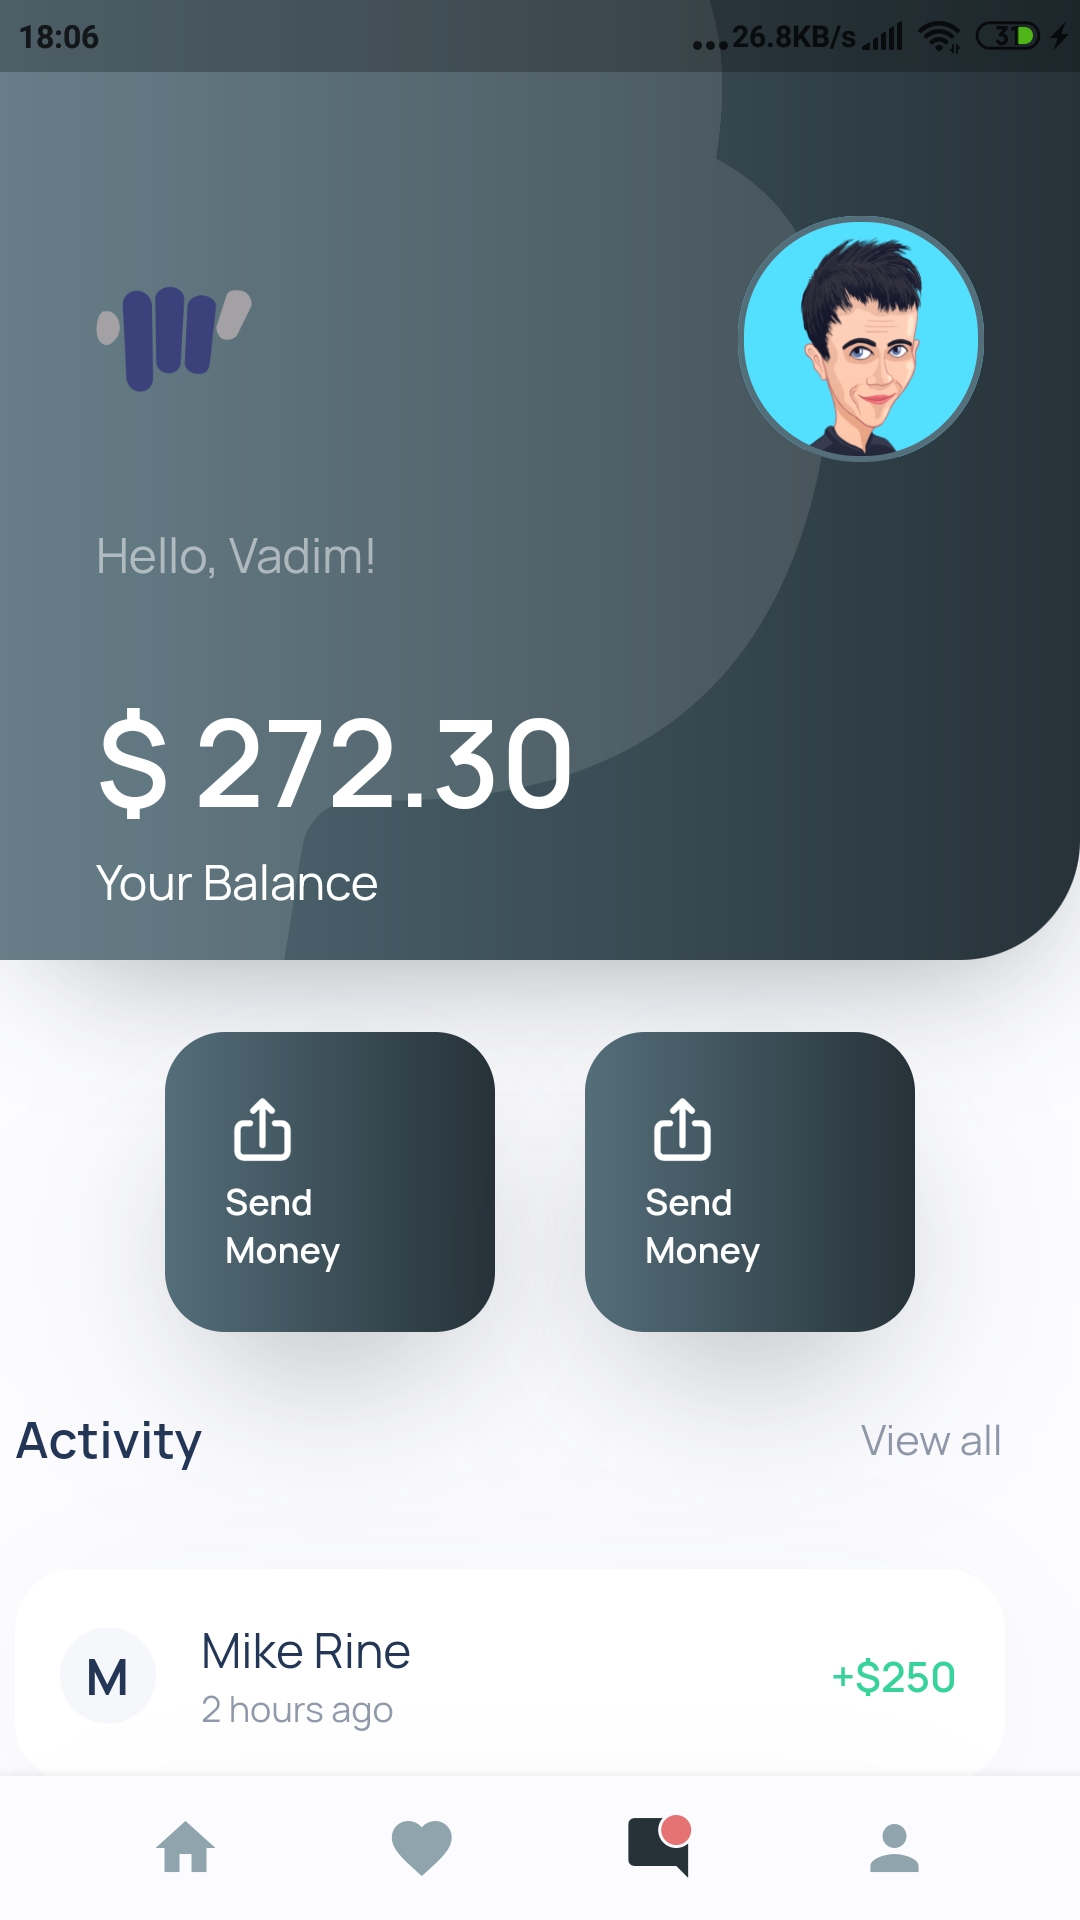 18:06
...26.8KB/s
31
Hello, Vadim!
$ 272.30
Your Balance
Send
Money
Send
Money
Activity
View all
M
Mike Rine
2 hours ago
+$250